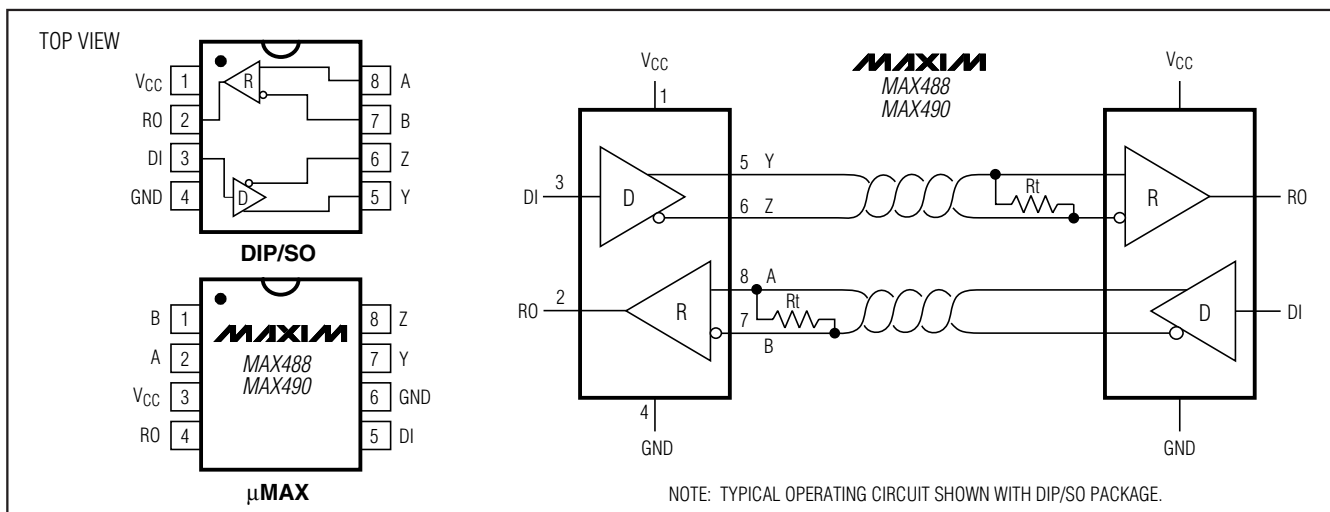 TOP VIEW
VCC 1
RO 2
DI 3
GND 4
8 A
7 B
6 Z
5 Y
R
D
DIP/SO
B 1
A 2
VCC 3
RO 4
8 Z
7 Y
6 GND
5 DI
MAXIM
MAX488
MAX490
μMAX
MAXIM
MAX488
MAX490
VCC
1
VCC
DI 3
D
5 Y
6 Z
Rt
R
RO
RO 2
R
8 A
7 B
Rt
D
DI
4
GND
GND
NOTE: TYPICAL OPERATING CIRCUIT SHOWN WITH DIP/SO PACKAGE.